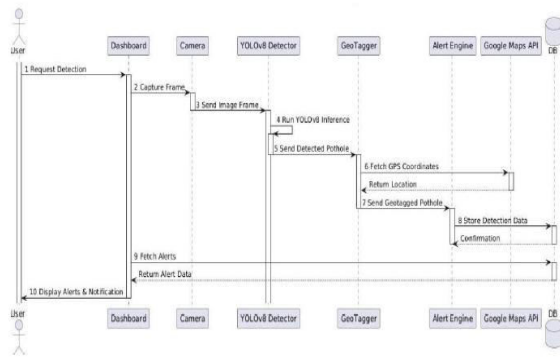 User
Dashboard
Camera
YOLOv8 Detector
GeoTagger
Alert Engine
Google Maps API
DB
1 Request Detection
2 Capture Frame
3 Send Image Frame
4 Run YOLOv8 Inference
5 Send Detected Pothole
6 Fetch GPS Coordinates
Return Location
7 Send Geotagged Pothole
8 Store Detection Data
Confirmation
9 Fetch Alerts
Return Alert Data
10 Display Alerts & Notification
User
Dashboard
Camera
YOLOv8 Detector
GeoTagger
Alert Engine
Google Maps API
DB